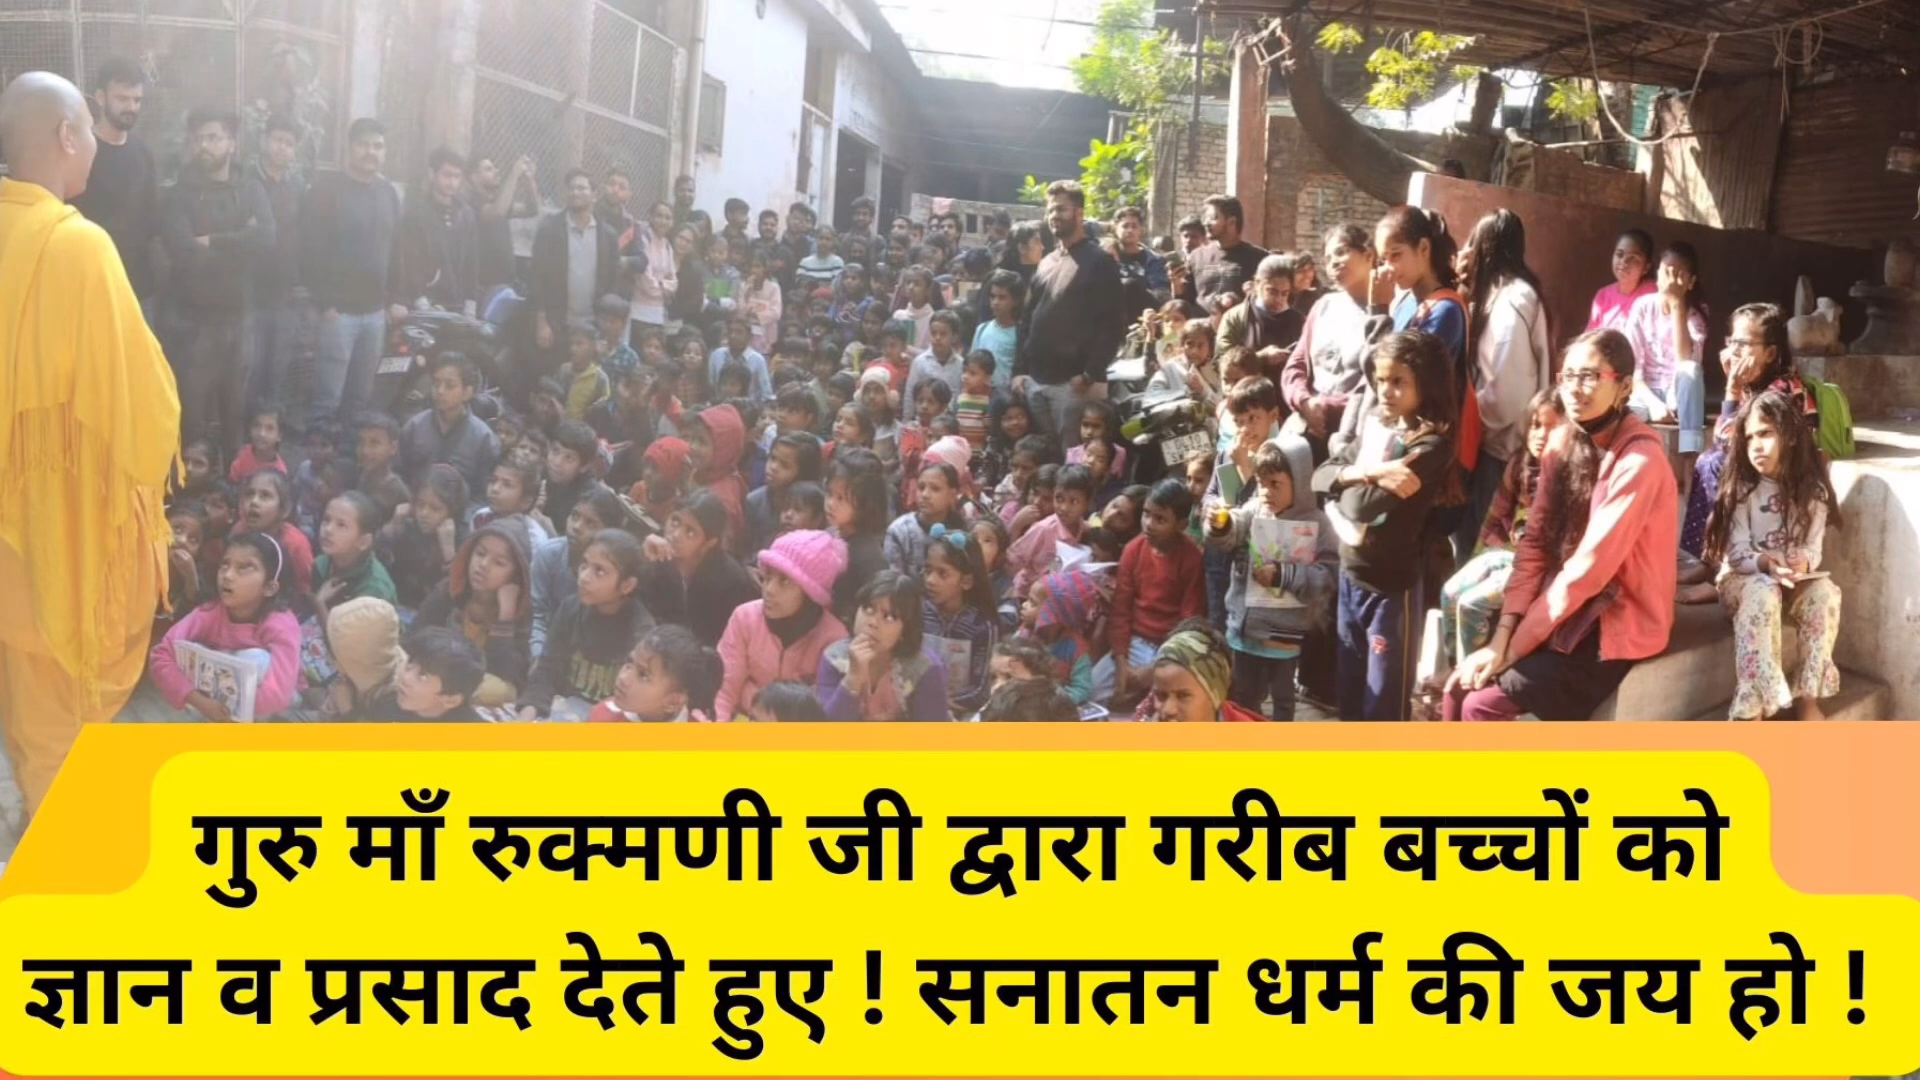 गुरु माँ रुक्मणी जी द्वारा गरीब बच्चों को
ज्ञान व प्रसाद देते हुए ! सनातन धर्म की जय हो !